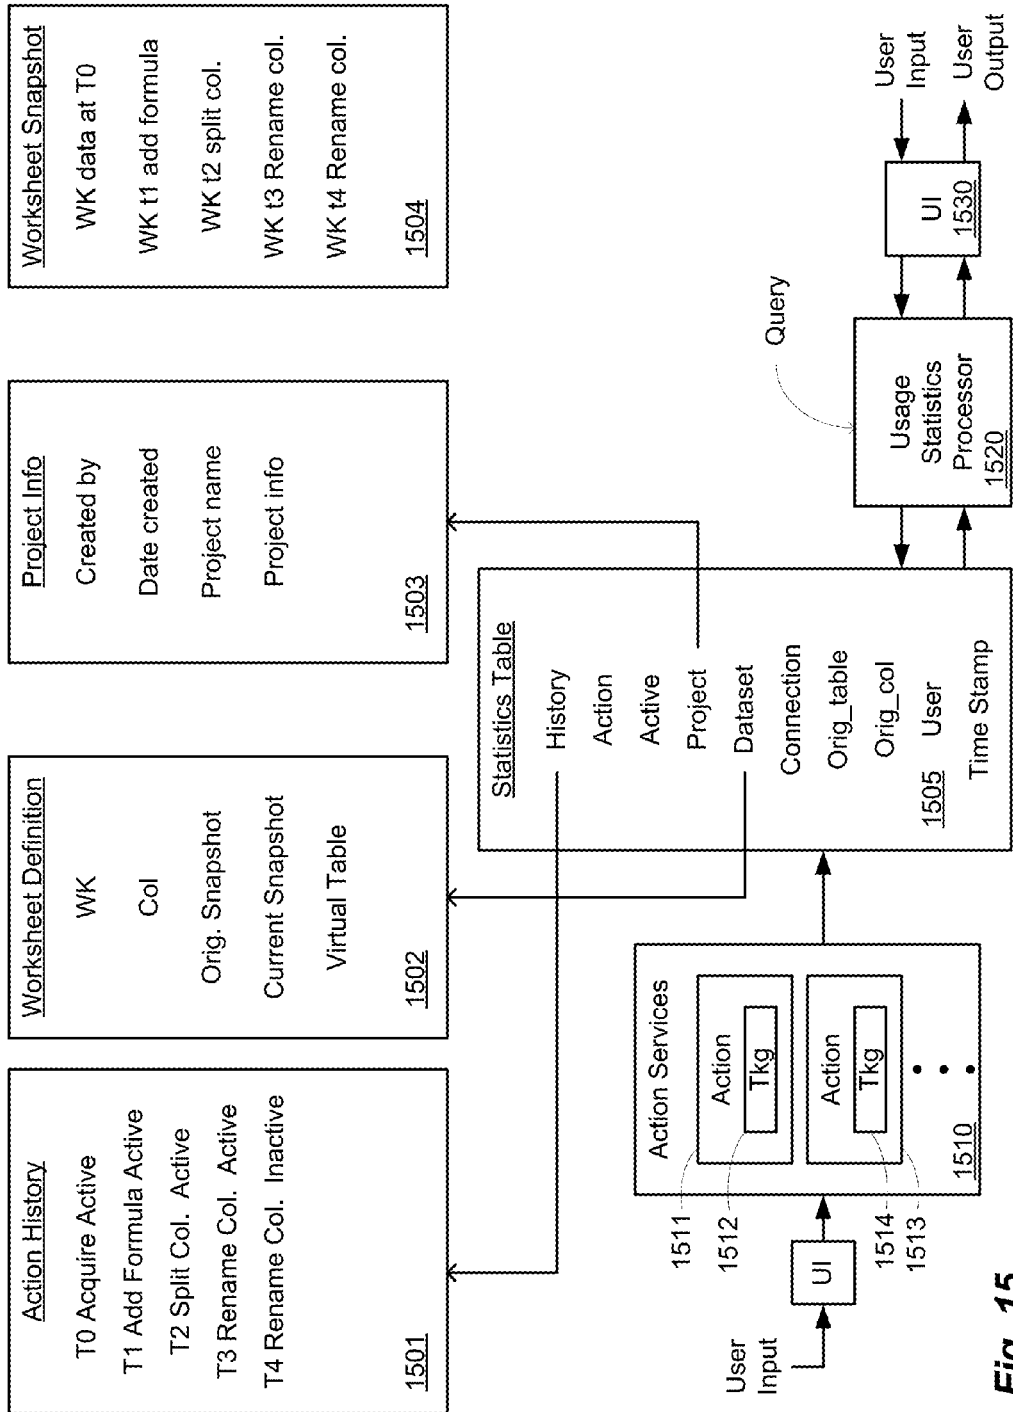 Action History
T0 Acquire Active
T1 Add Formula Active
T2 Split Col. Active
T3 Rename Col. Active
T4 Rename Col. Inactive
1501
Worksheet Definition
WK
Col
Orig. Snapshot
Current Snapshot
Virtual Table
1502
Project Info
Created by
Date created
Project name
Project info
1503
Worksheet Snapshot
WK data at T0
WK t1 add formula
WK t2 split col.
WK t3 Rename col.
WK t4 Rename col.
1504
User
Input
UI
1511
1512
1514
1513
Action Services
Action
Tkg
Action
Tkg
1510
Statistics Table
History
Action
Active
Project
Dataset
Connection
Orig_table
Orig_col
1505 User
Time Stamp
Query
Usage
Statistics
Processor
1520
UI
1530
User
Input
User
Output
Fig. 15